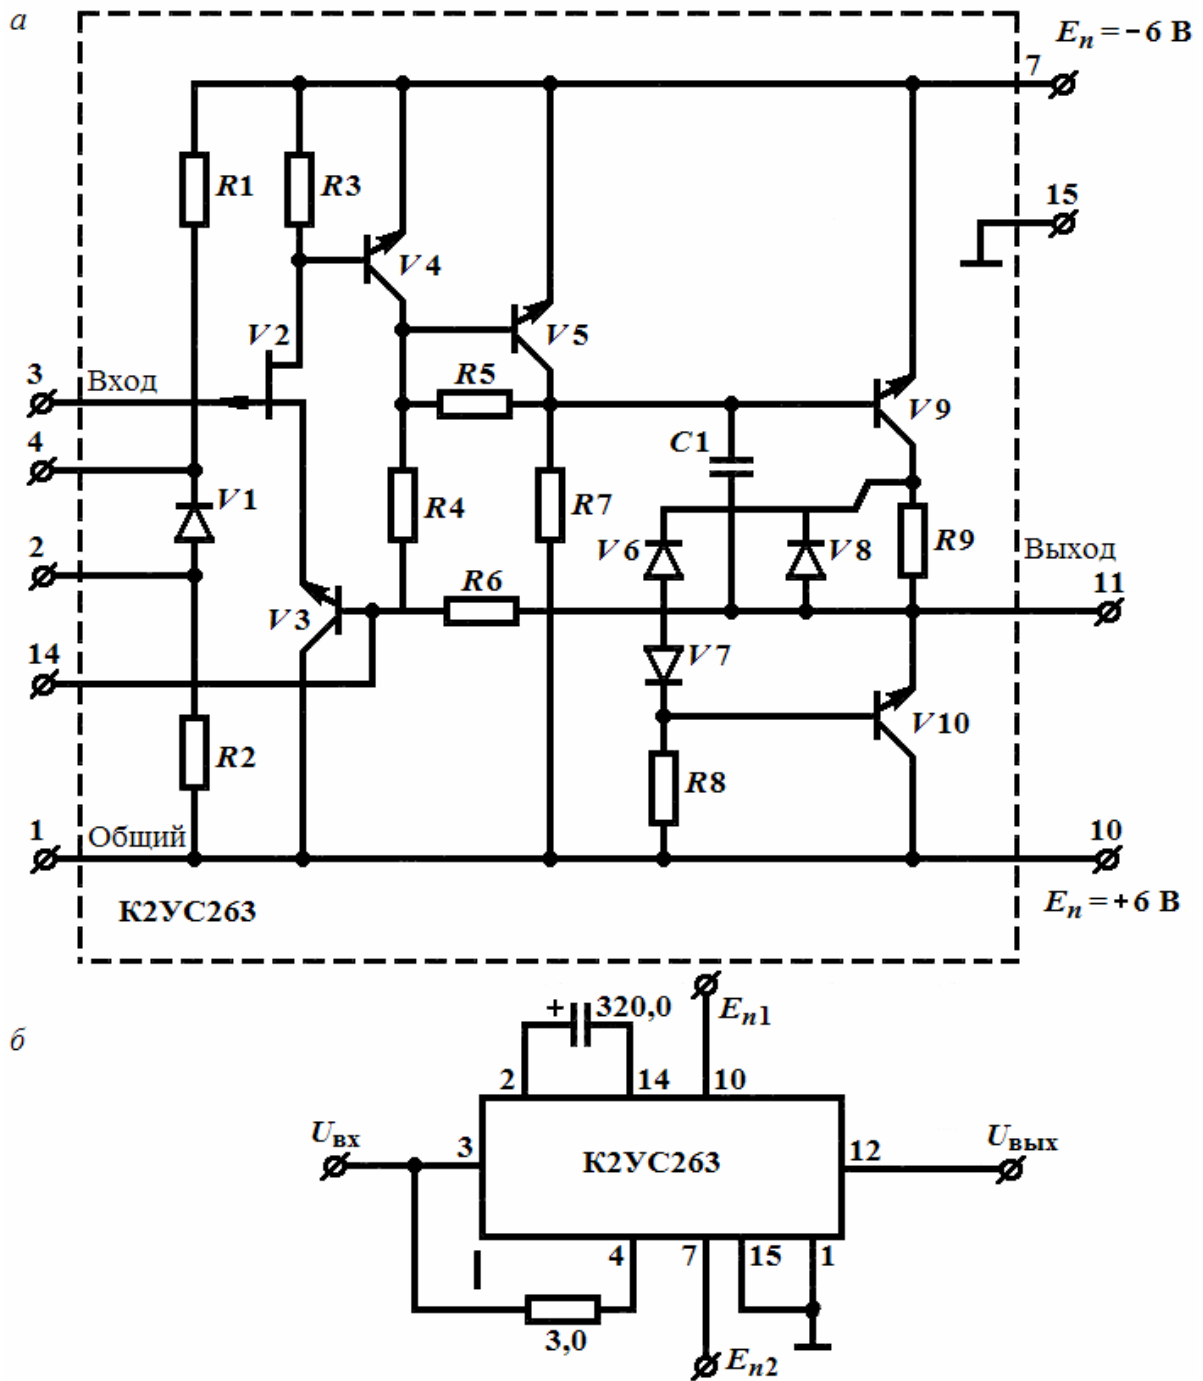 а
Eп = − 6 В
7
R1
R3
15
V4
V2
V5
3
Вход
R5
V9
4
C1
V1
R4
R7
2
V6
V8
R9
Выход
R6
11
V3
V7
14
V10
R2
R8
1
Общий
10
К2УС263
Eп = + 6 В
б
+
320,0
Eп1
2
14
10
Uвх
3
К2УС263
12
Uвых
4
7
15
1
3,0
Eп2